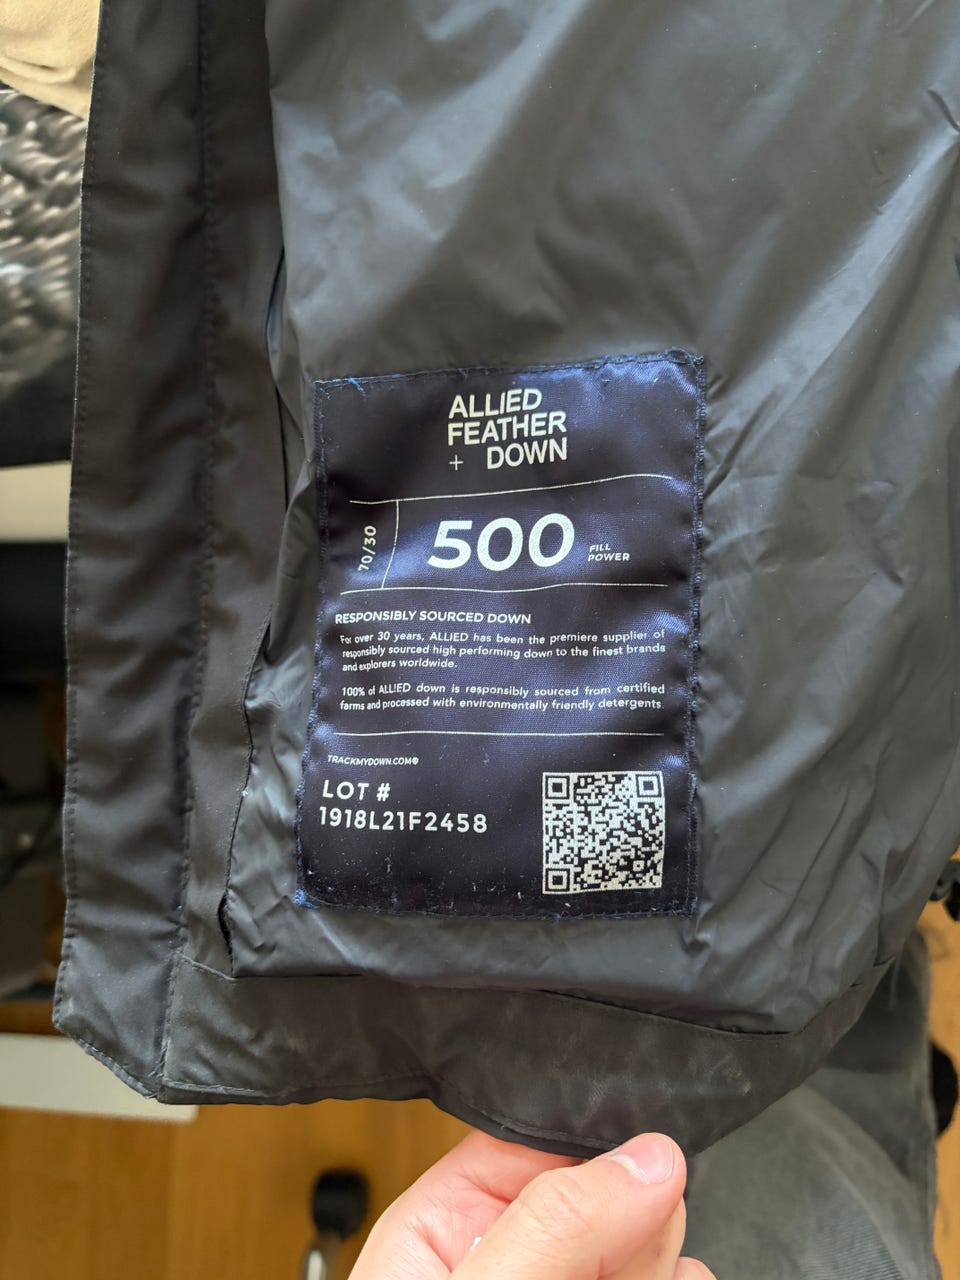 ALLIED
FEATHER
+ DOWN
70/30
500
FILL
POWER
RESPONSIBLY SOURCED DOWN
For over 30 years, ALLIED has been the premiere supplier of
responsibly sourced high performing down to the finest brands
and explorers worldwide.
100% of ALLIED down is responsibly sourced from certified
farms and processed with environmentally friendly detergents.
TRACKMYDOWN.COM®
LOT #
1918L21F2458